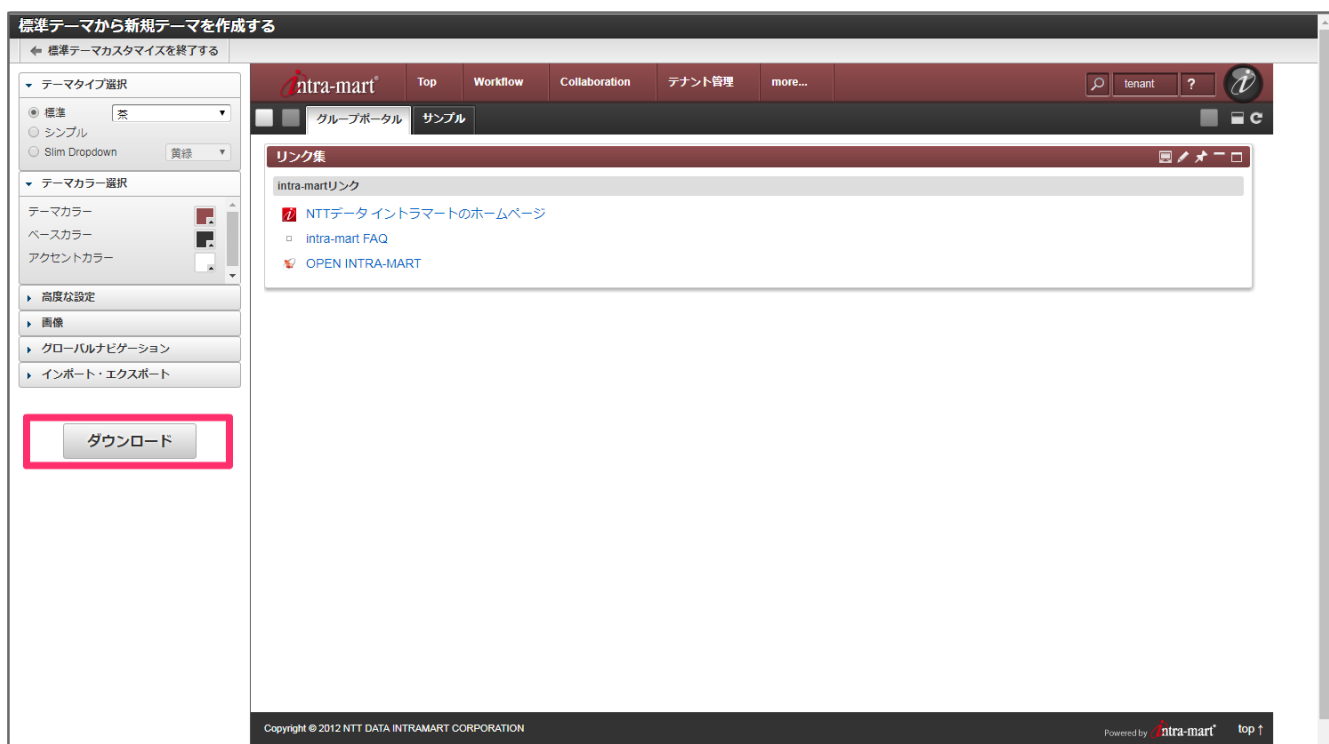 標準テーマから新規テーマを作成する
標準テーマカスタマイズを終了する
テーマタイプ選択
標準 茶
シンプル
Slim Dropdown 黄緑
テーマカラー選択
テーマカラー
ベースカラー
アクセントカラー
高度な設定
画像
グローバルナビゲーション
インポート・エクスポート
ダウンロード
intra-mart Top Workflow Collaboration テナント管理 more... tenant ?
グループポータル サンプル
リンク集
intra-martリンク
NTTデータ イントラマートのホームページ
intra-mart FAQ
OPEN INTRA-MART
Copyright © 2012 NTT DATA INTRAMART CORPORATION Powered by intra-mart top ↑